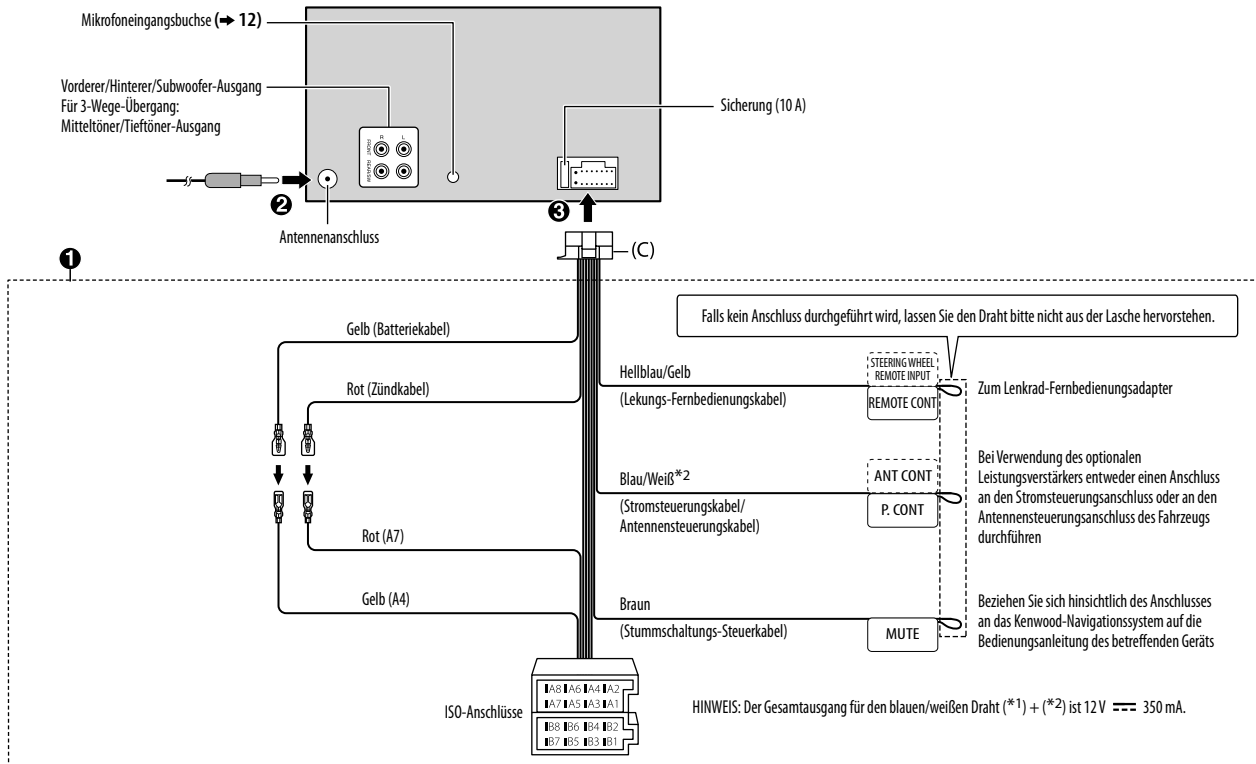 Mikrofoneingangsbuchse (➜ 12)
Vorderer/Hinterer/Subwoofer-Ausgang
Für 3-Wege-Übergang:
Mitteltöner/Tieftöner-Ausgang
R L
FRONT
REAR/SW
Sicherung (10 A)
❷
❸
Antennenanschluss
(C)
❶
Falls kein Anschluss durchgeführt wird, lassen Sie den Draht bitte nicht aus der Lasche hervorstehen.
Gelb (Batteriekabel)
Rot (Zündkabel)
Hellblau/Gelb
(Lekungs-Fernbedienungskabel)
STEERING WHEEL
REMOTE INPUT
REMOTE CONT
Zum Lenkrad-Fernbedienungsadapter
Blau/Weiß*2
(Stromsteuerungskabel/
Antennensteuerungskabel)
ANT CONT
P. CONT
Bei Verwendung des optionalen
Leistungsverstärkers entweder einen Anschluss
an den Stromsteuerungsanschluss oder an den
Antennensteuerungsanschluss des Fahrzeugs
durchführen
Rot (A7)
Gelb (A4)
Braun
(Stummschaltungs-Steuerkabel)
MUTE
Beziehen Sie sich hinsichtlich des Anschlusses
an das Kenwood-Navigationssystem auf die
Bedienungsanleitung des betreffenden Geräts
ISO-Anschlüsse
A8 A6 A4 A2
A7 A5 A3 A1
B8 B6 B4 B2
B7 B5 B3 B1
HINWEIS: Der Gesamtausgang für den blauen/weißen Draht (*1) + (*2) ist 12 V ⎓ 350 mA.